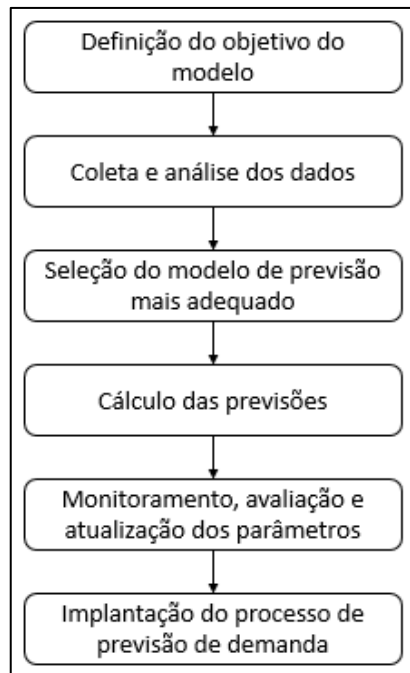 Definição do objetivo do
modelo
Coleta e análise dos dados
Seleção do modelo de previsão
mais adequado
Cálculo das previsões
Monitoramento, avaliação e
atualização dos parâmetros
Implantação do processo de
previsão de demanda